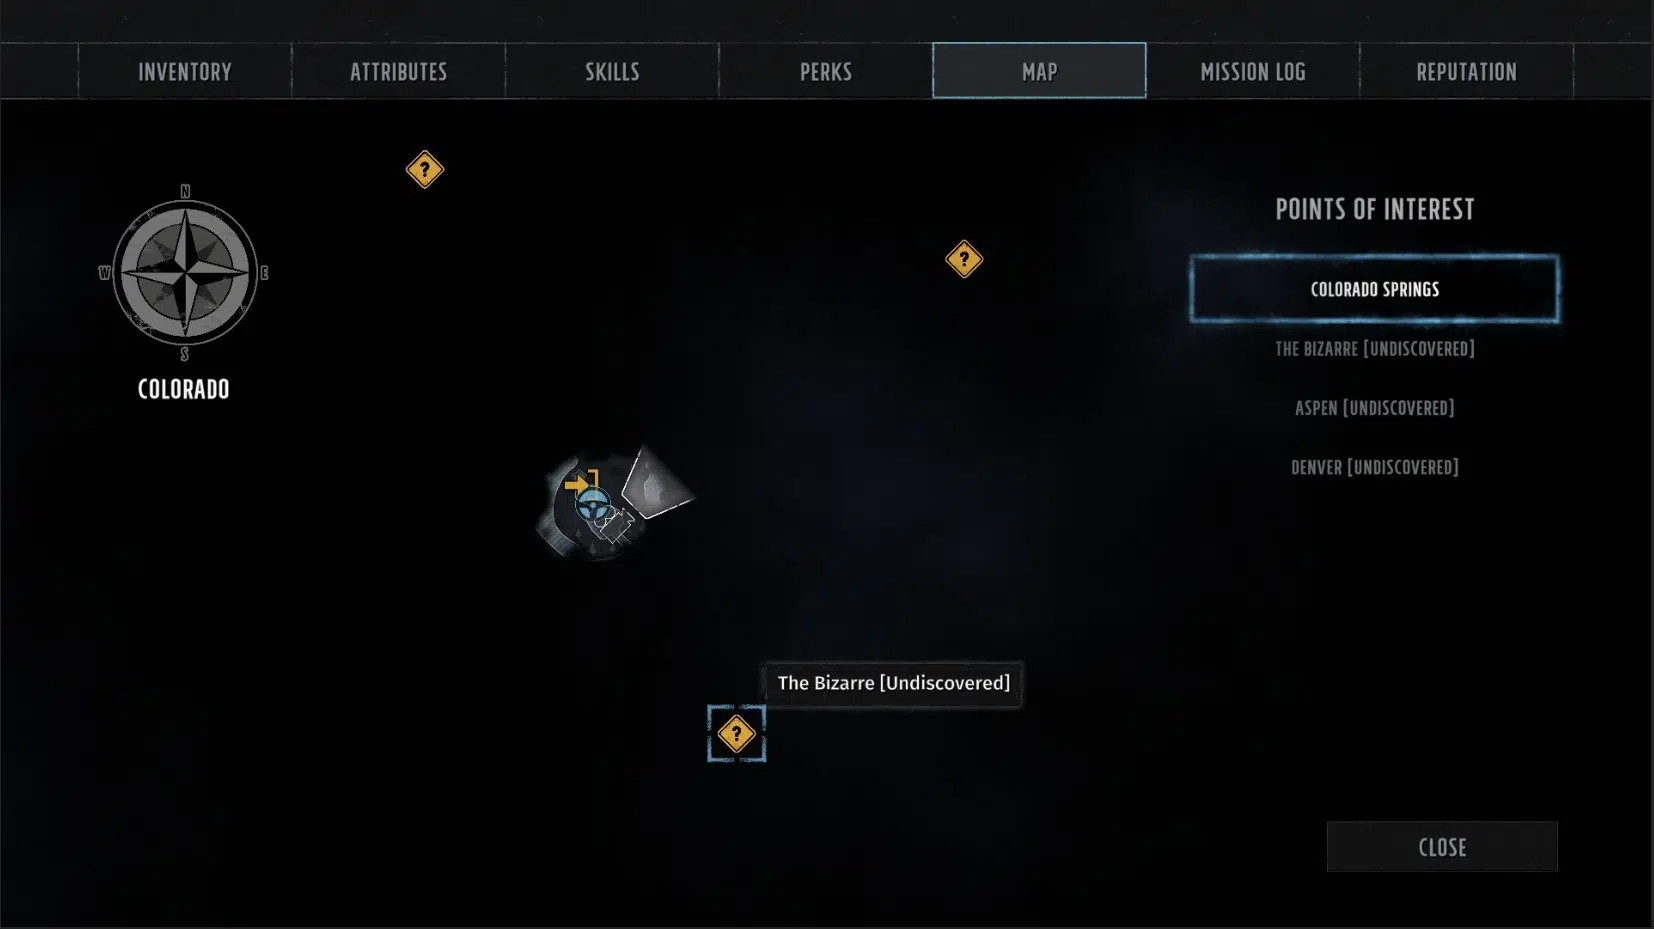 INVENTORY
ATTRIBUTES
SKILLS
PERKS
MAP
MISSION LOG
REPUTATION
?
?
N
W
E
S
COLORADO
POINTS OF INTEREST
COLORADO SPRINGS
THE BIZARRE [UNDISCOVERED]
ASPEN [UNDISCOVERED]
DENVER [UNDISCOVERED]
The Bizarre [Undiscovered]
?
CLOSE